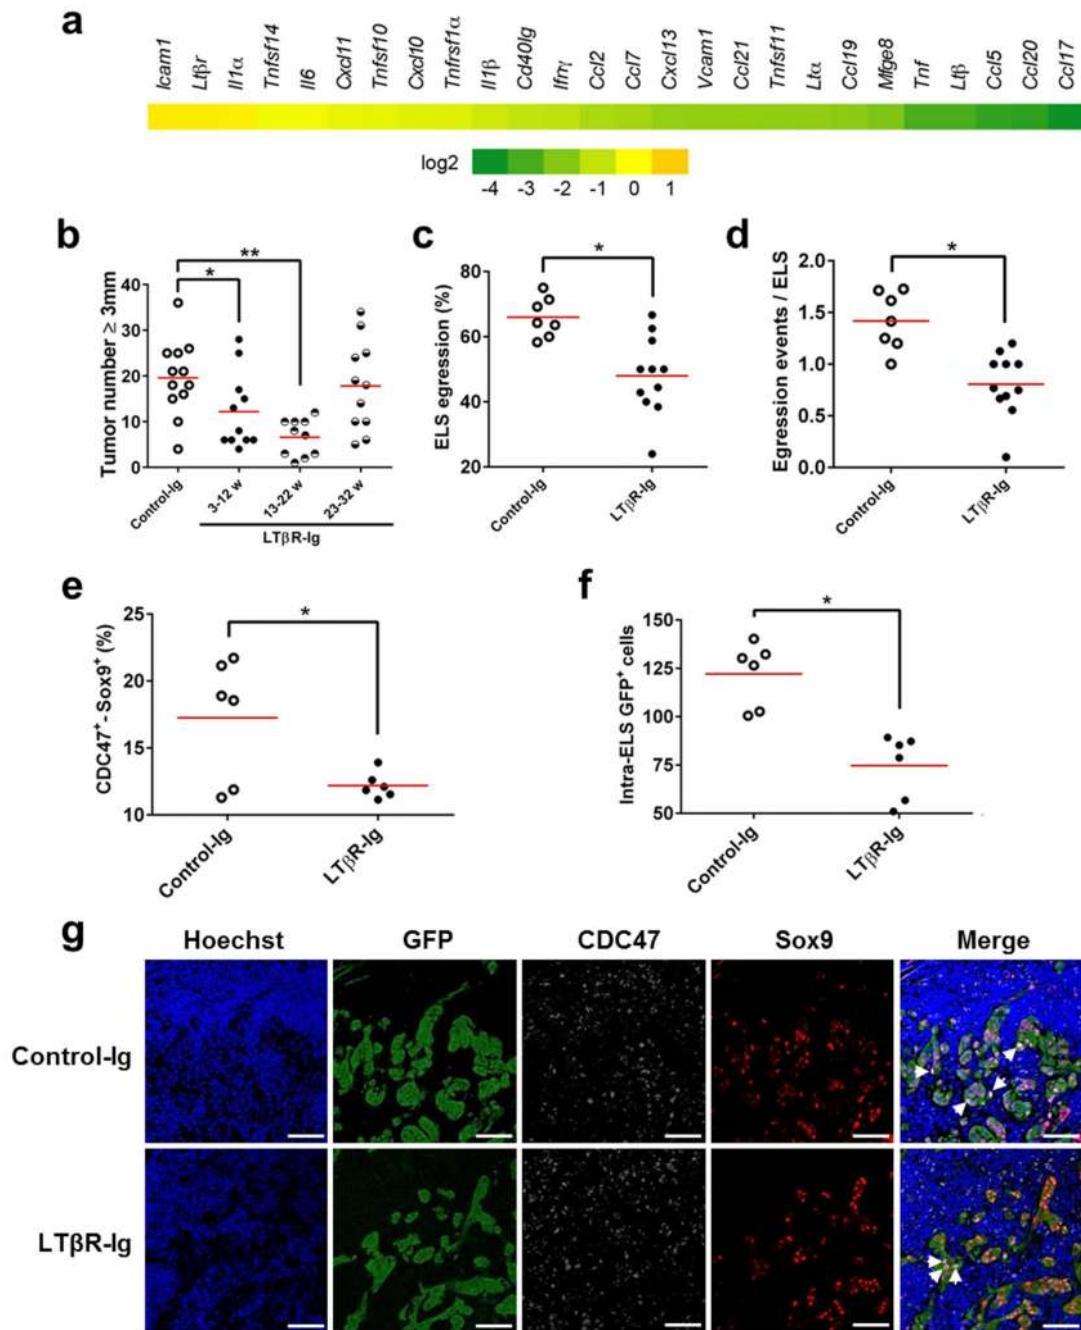 a
Icam1 Ltβr Il1α Tnfsf14 Il6 Cxcl11 Tnfsf10 Cxcl10 Tnfrsf1α Il1β Cd40lg Ifnγ Ccl2 Ccl7 Cxcl13 Vcam1 Ccl21 Tnfsf11 Ltα Ccl19 Mfge8 Tnf Ltβ Ccl5 Ccl20 Ccl17
log2
-4 -3 -2 -1 0 1
b
Tumor number ≥ 3mm
40
30
20
10
0
* **
Control-Ig 3-12 w 13-22 w 23-32 w
LTβR-Ig
c
ELS egression (%)
80
60
40
20
*
Control-Ig LTβR-Ig
d
Egression events / ELS
2.0
1.5
1.0
0.5
0.0
*
Control-Ig LTβR-Ig
e
CDC47⁺-Sox9⁺ (%)
25
20
15
10
*
Control-Ig LTβR-Ig
f
Intra-ELS GFP⁺ cells
150
125
100
75
50
*
Control-Ig LTβR-Ig
g
Hoechst GFP CDC47 Sox9 Merge
Control-Ig
LTβR-Ig